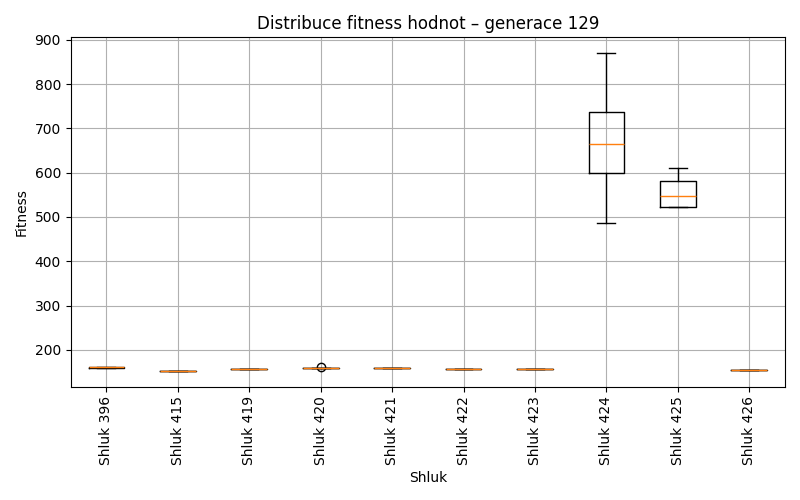 Distribuce fitness hodnot – generace 129
Fitness
900
800
700
600
500
400
300
200
Shluk 396
Shluk 415
Shluk 419
Shluk 420
Shluk 421
Shluk 422
Shluk 423
Shluk 424
Shluk 425
Shluk 426
Shluk